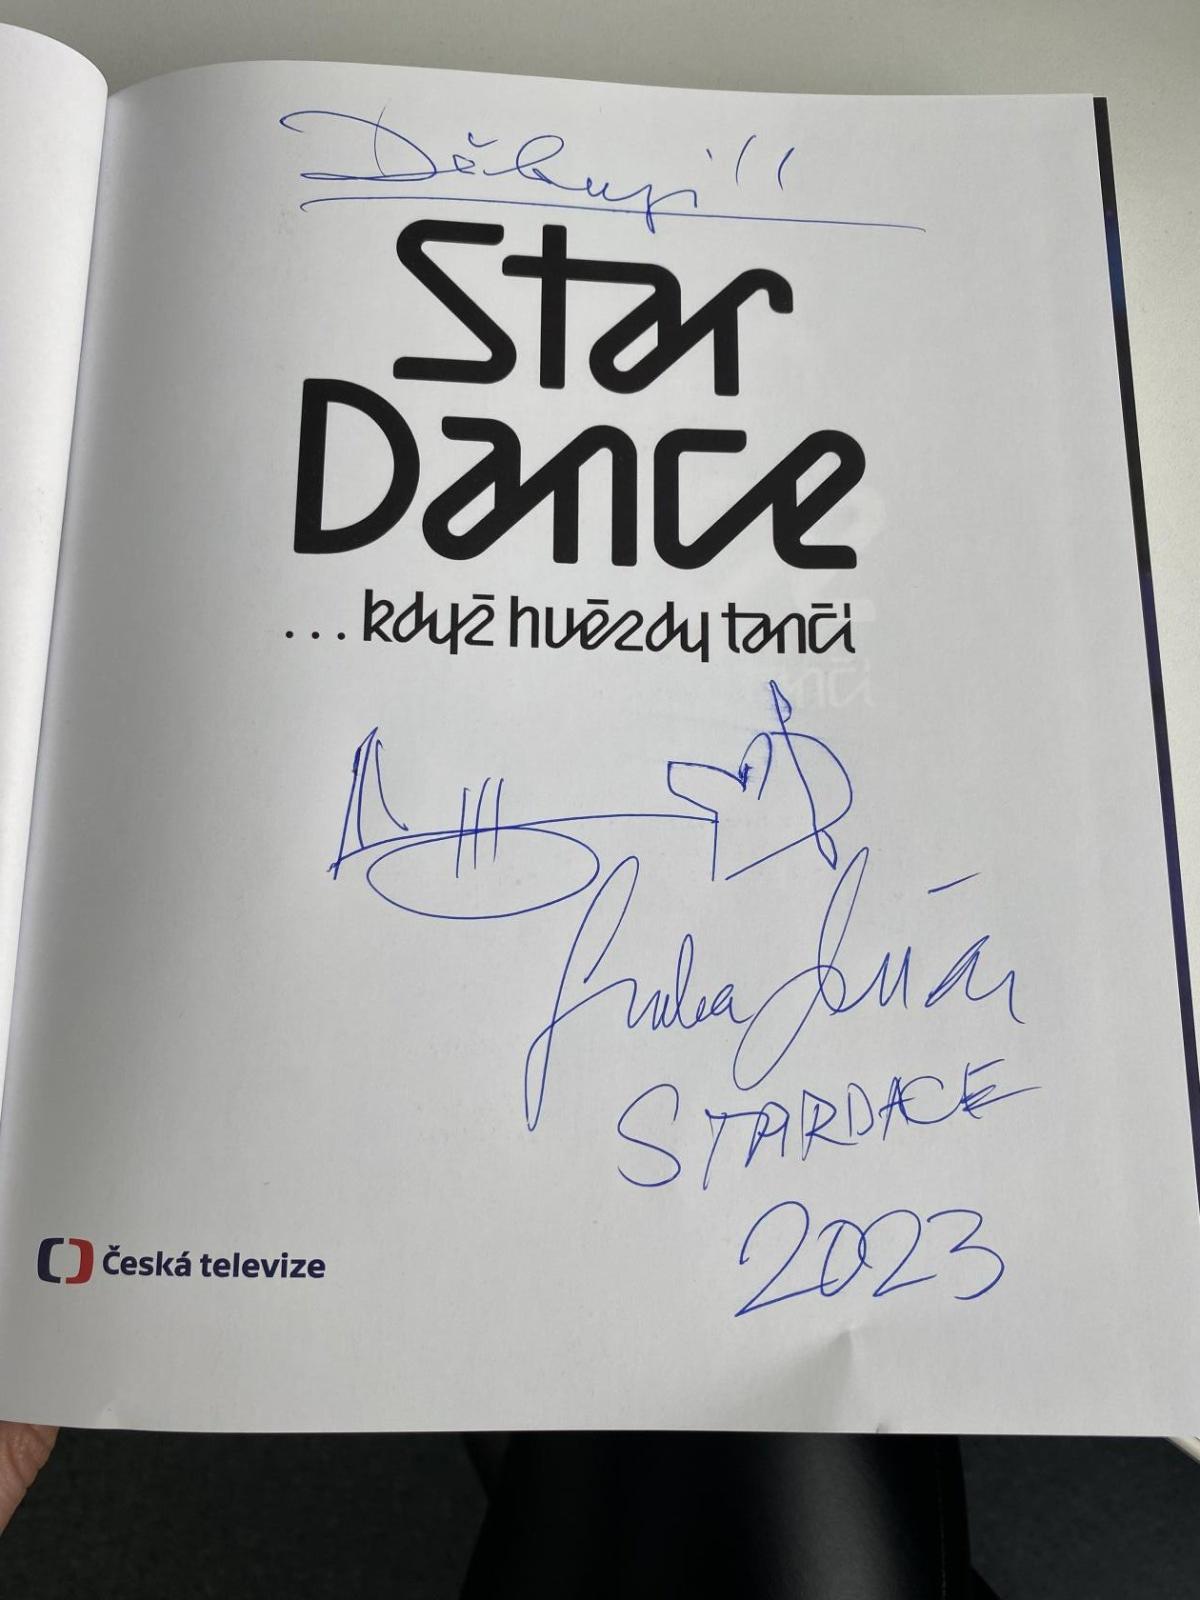 Děkuji!!
Star
Dance
...když hvězdy tančí
STARDACE
2023
Česká televize